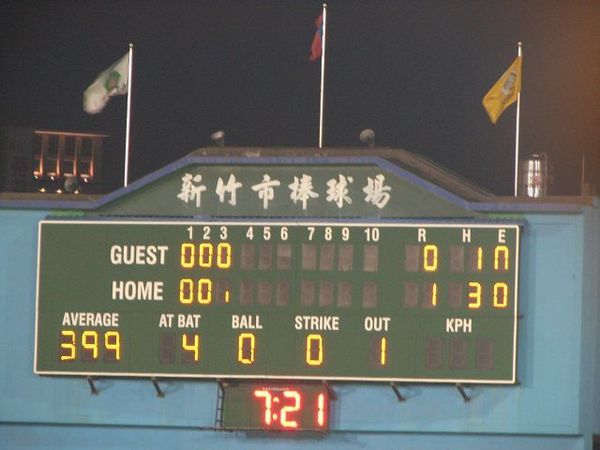 新竹市棒球場
1 2 3 4 5 6 7 8 9 10 R H E
GUEST 0 0 0 0 1 0
HOME 0 0 1 1 3 0
AVERAGE AT BAT BALL STRIKE OUT KPH
399 4 0 0 1
7:21